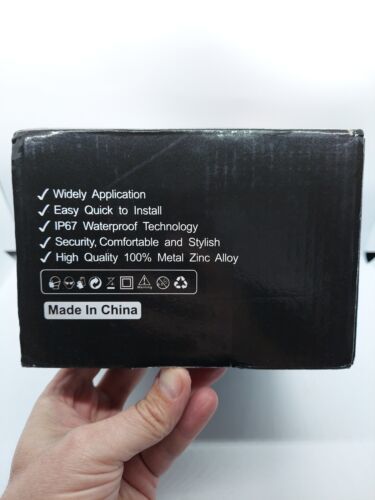 ✓ Widely Application
✓ Easy Quick to Install
✓ IP67 Waterproof Technology
✓ Security, Comfortable and Stylish
✓ High Quality 100% Metal Zinc Alloy
Warning
Made In China